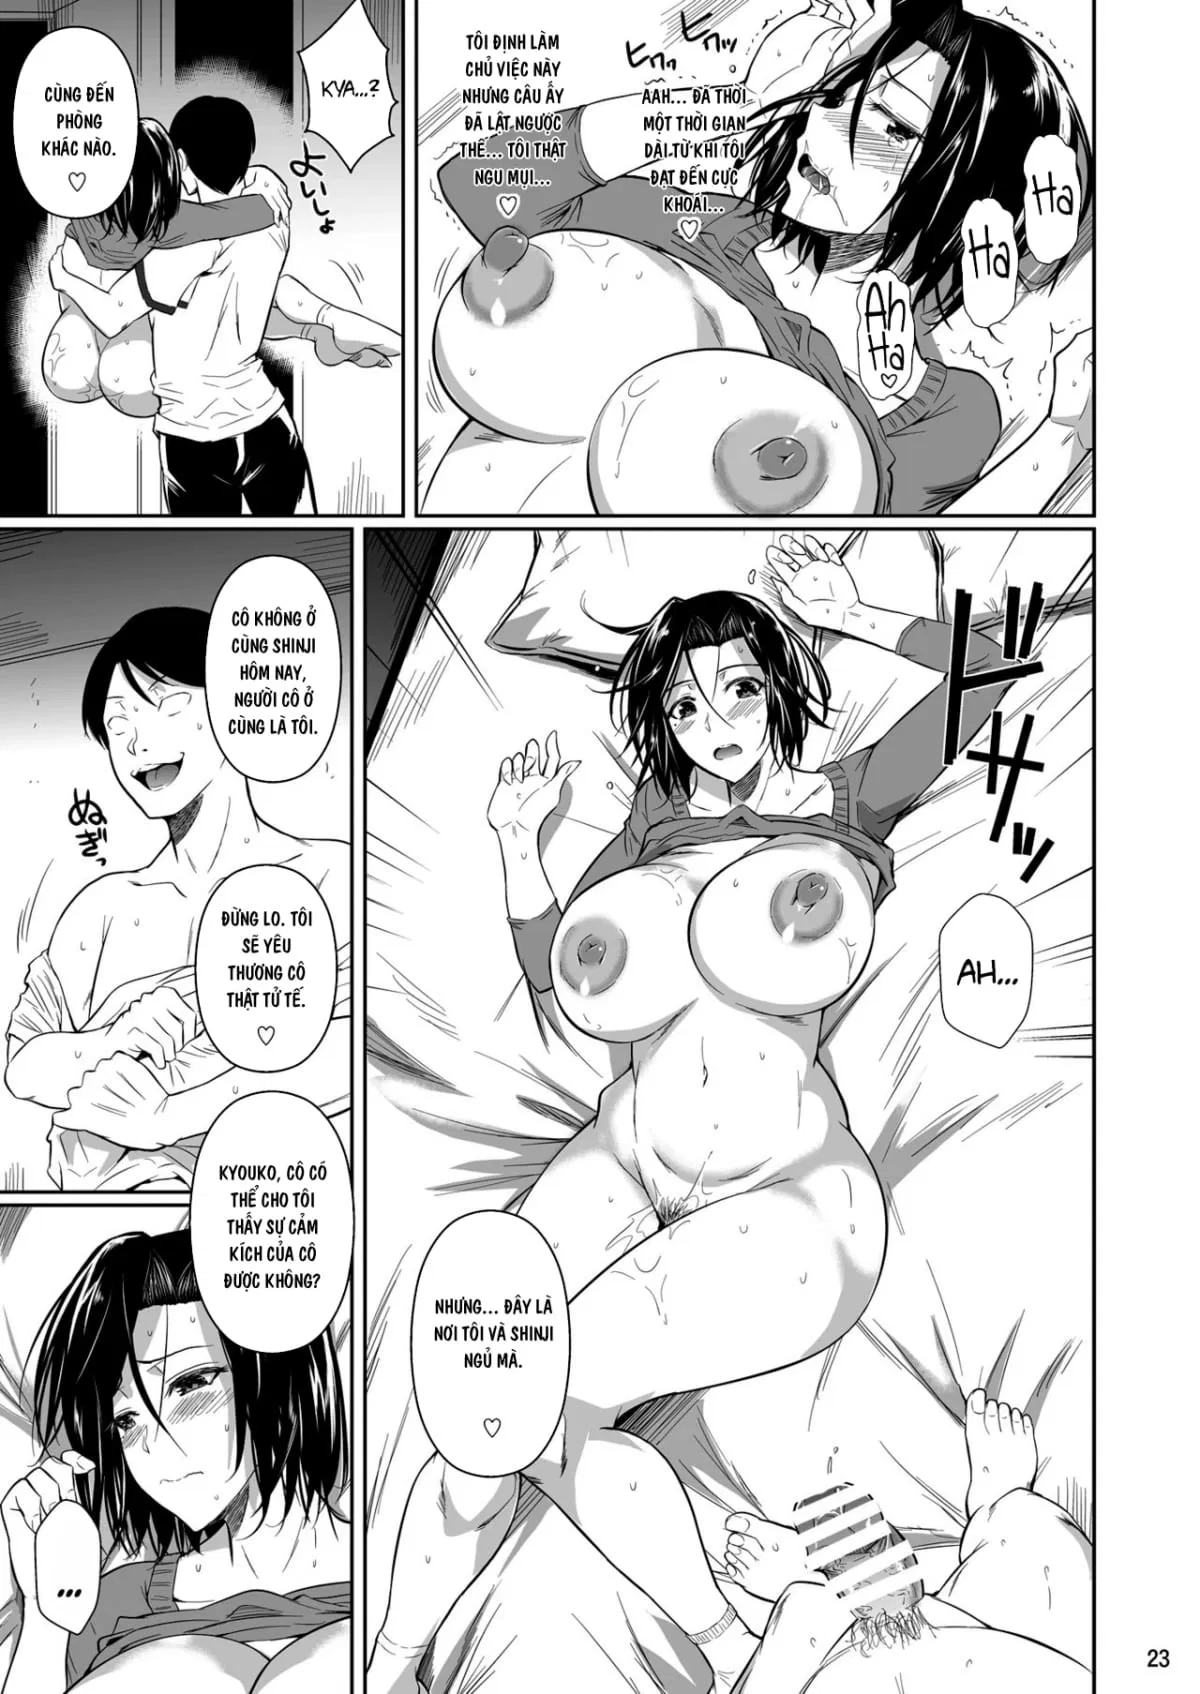 AAH... ĐÃ THỜI
MỘT THỜI GIAN
DÀI TỪ KHI TÔI
ĐẠT ĐẾN CỰC
KHOÁI...
♡
TÔI ĐỊNH LÀM
CHỦ VIỆC NÀY
NHƯNG CÂU ẤY
ĐÃ LẬT NGƯỢC
THẾ... TÔI THẬT
NGU MỤI...
♡
ヒクッ
ヒクッ
Ha
Ha
Ah
Ha
♡
KYA...?
よいしょ
CÙNG ĐẾN
PHÒNG
KHÁC NÀO.
♡
ドサッ
AH...
NHƯNG... ĐÂY LÀ
NƠI TÔI VÀ SHINJI
NGỦ MÀ.
♡
CÔ KHÔNG Ở
CÙNG SHINJI
HÔM NAY,
NGƯỜI CÔ Ở
CÙNG LÀ TÔI.
ぬぎっ
ĐỪNG LO. TÔI
SẼ YÊU
THƯƠNG CÔ
THẬT TỬ TẾ.
♡
KYOUKO, CÔ CÓ
THỂ CHO TÔI
THẤY SỰ CẢM
KÍCH CỦA CÔ
ĐƯỢC KHÔNG?
...
23